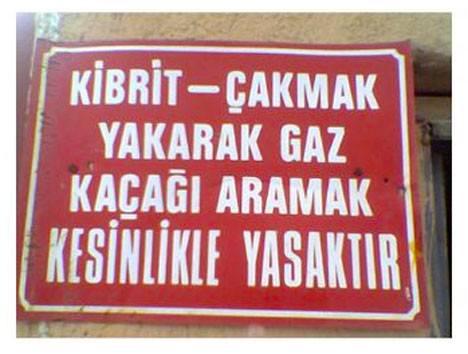 KİBRİT–ÇAKMAK
YAKARAK GAZ
KAÇAĞI ARAMAK
KESİNLİKLE YASAKTIR